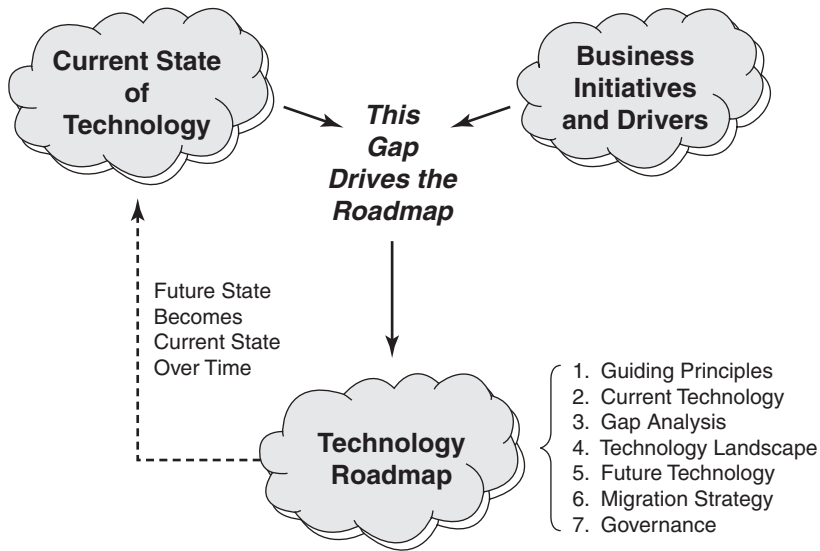 Current State
of
Technology
Business
Initiatives
and Drivers
This
Gap
Drives the
Roadmap
Future State
Becomes
Current State
Over Time
Technology
Roadmap
1. Guiding Principles
2. Current Technology
3. Gap Analysis
4. Technology Landscape
5. Future Technology
6. Migration Strategy
7. Governance